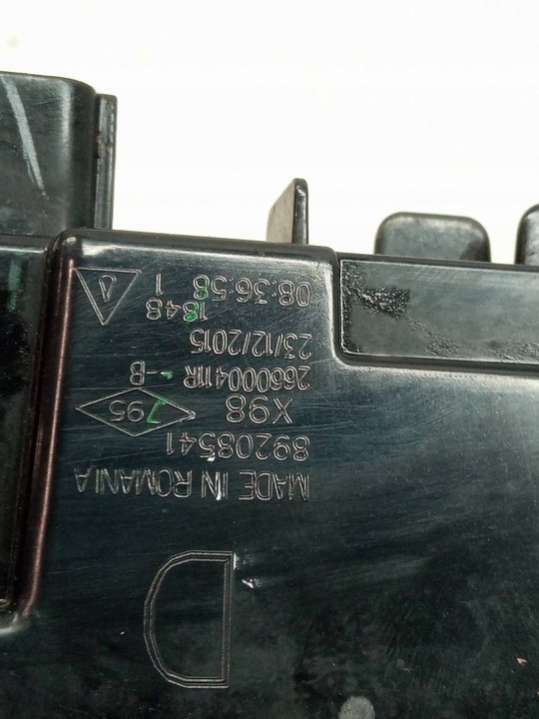 D
MADE IN ROMANIA
89208541
X98 795
266000411R -B
23/12/2015
1848
08:36:58 1